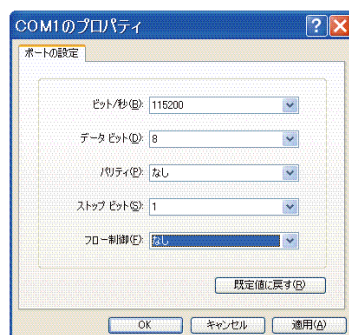 COM1のプロパティ
ポートの設定
ビット/秒(B): 115200
データ ビット(D): 8
パリティ(P): なし
ストップ ビット(S): 1
フロー制御(F): なし
既定値に戻す(R)
OK キャンセル 適用(A)